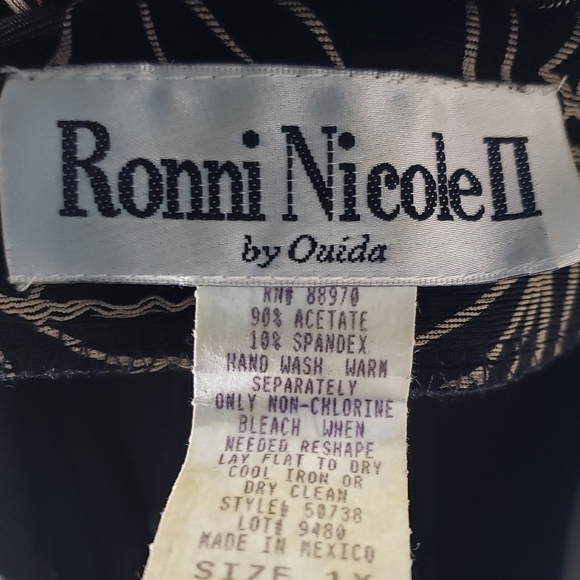 Ronni Nicole II
by Ouida
RN# 88970
90% ACETATE
10% SPANDEX
HAND WASH WARM
SEPARATELY
ONLY NON-CHLORINE
BLEACH WHEN
NEEDED RESHAPE
LAY FLAT TO DRY
COOL IRON OR
DRY CLEAN
STYLE# 50738
LOT# 9480
MADE IN MEXICO
SIZE 1X